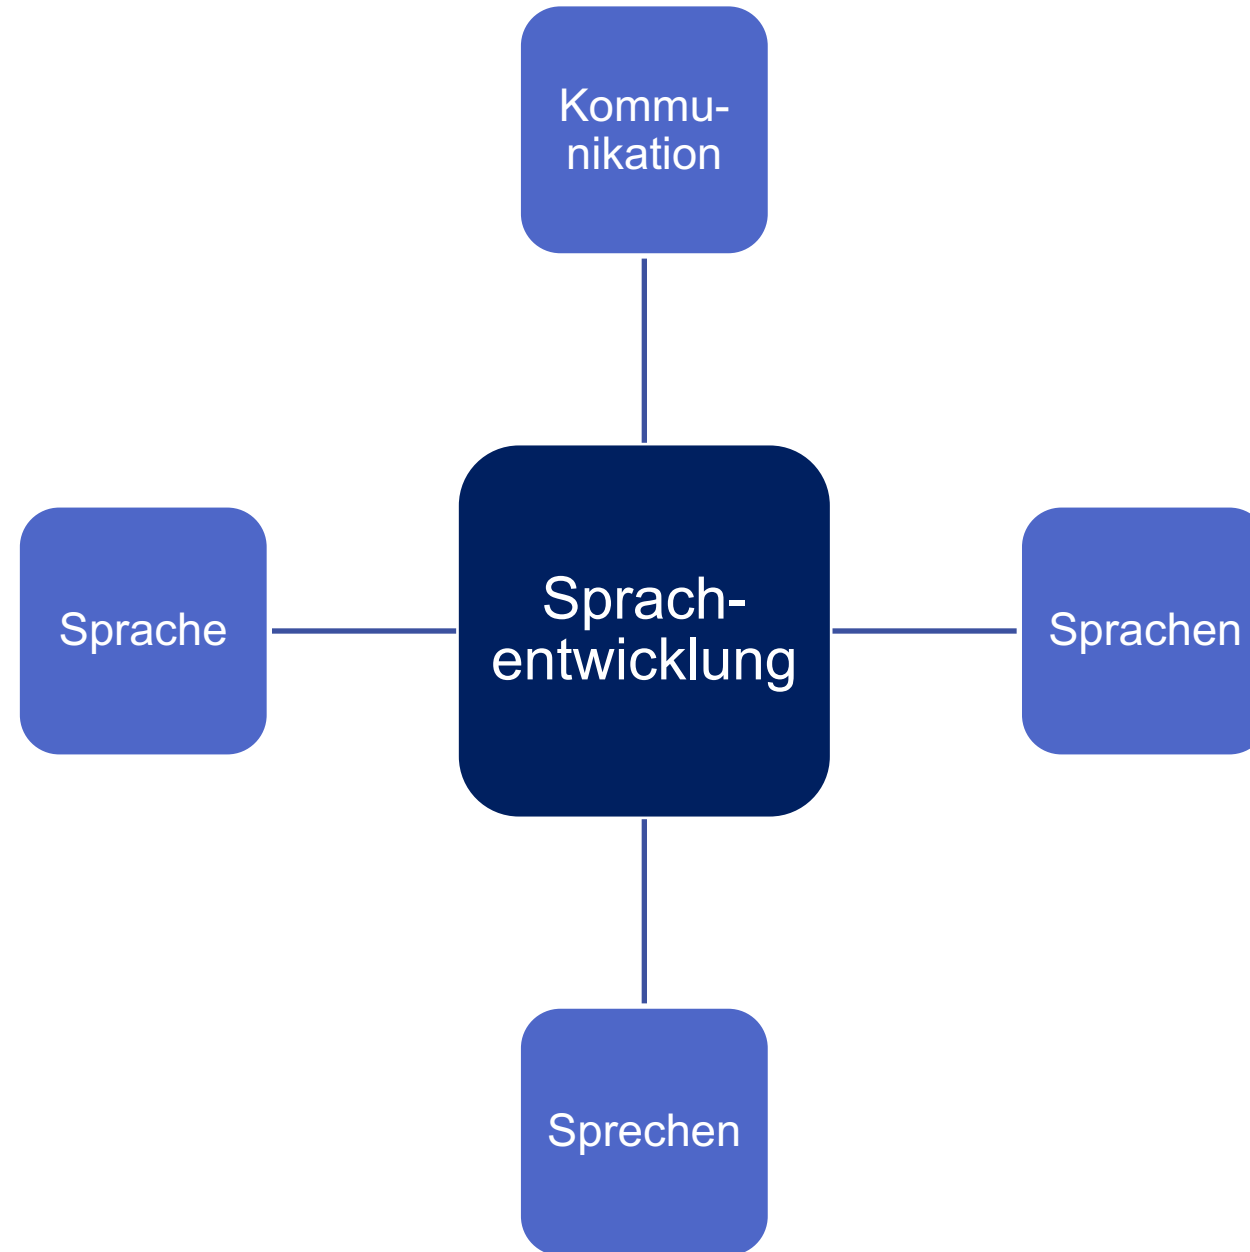 Kommu-
nikation
Sprach-
entwicklung
Sprache
Sprachen
Sprechen